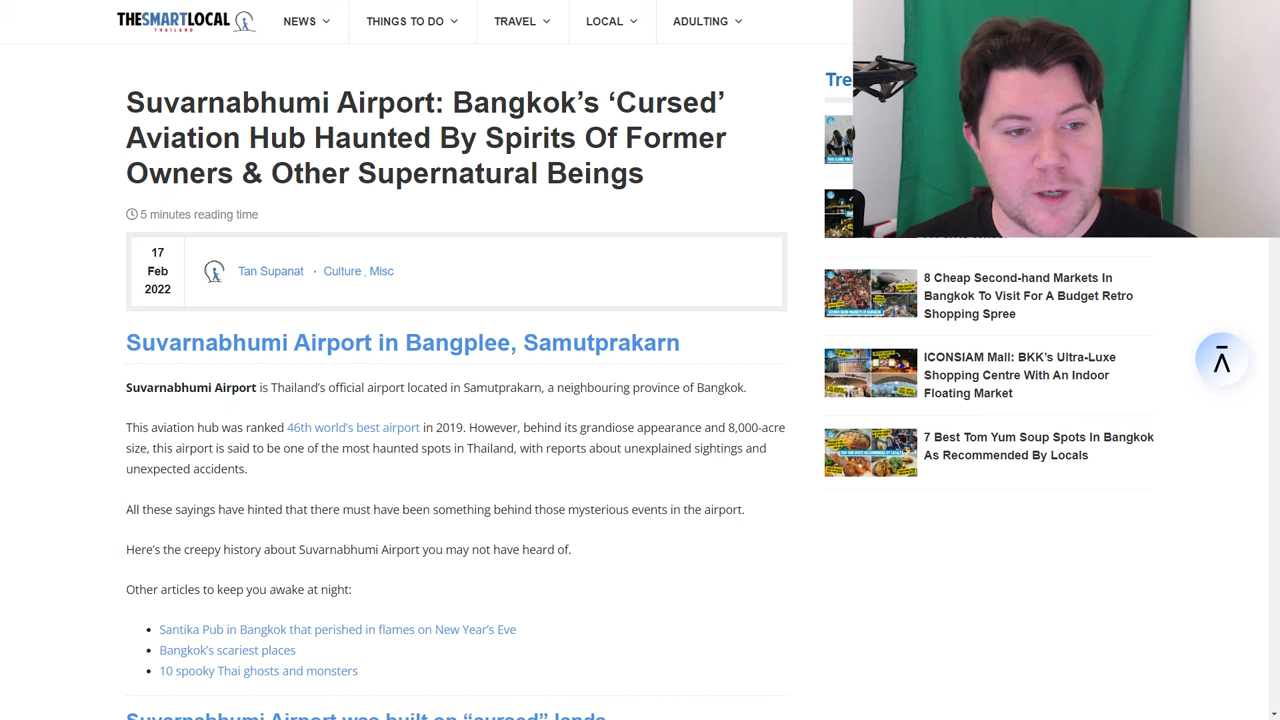 THESMARTLOCAL
THAILAND
NEWS
THINGS TO DO
TRAVEL
LOCAL
ADULTING
Suvarnabhumi Airport: Bangkok’s ‘Cursed’
Aviation Hub Haunted By Spirits Of Former
Owners & Other Supernatural Beings
5 minutes reading time
17
Feb
2022
Tan Supanat · Culture , Misc
Suvarnabhumi Airport in Bangplee, Samutprakarn
Suvarnabhumi Airport is Thailand’s official airport located in Samutprakarn, a neighbouring province of Bangkok.
This aviation hub was ranked 46th world’s best airport in 2019. However, behind its grandiose appearance and 8,000-acre
size, this airport is said to be one of the most haunted spots in Thailand, with reports about unexplained sightings and
unexpected accidents.
All these sayings have hinted that there must have been something behind those mysterious events in the airport.
Here’s the creepy history about Suvarnabhumi Airport you may not have heard of.
Other articles to keep you awake at night:
Santika Pub in Bangkok that perished in flames on New Year’s Eve
Bangkok’s scariest places
10 spooky Thai ghosts and monsters
Suvarnabhumi Airport was built on “cursed” lands
Tre
8 Cheap Second-hand Markets In
Bangkok To Visit For A Budget Retro
Shopping Spree
ICONSIAM Mall: BKK’s Ultra-Luxe
Shopping Centre With An Indoor
Floating Market
7 Best Tom Yum Soup Spots In Bangkok
As Recommended By Locals